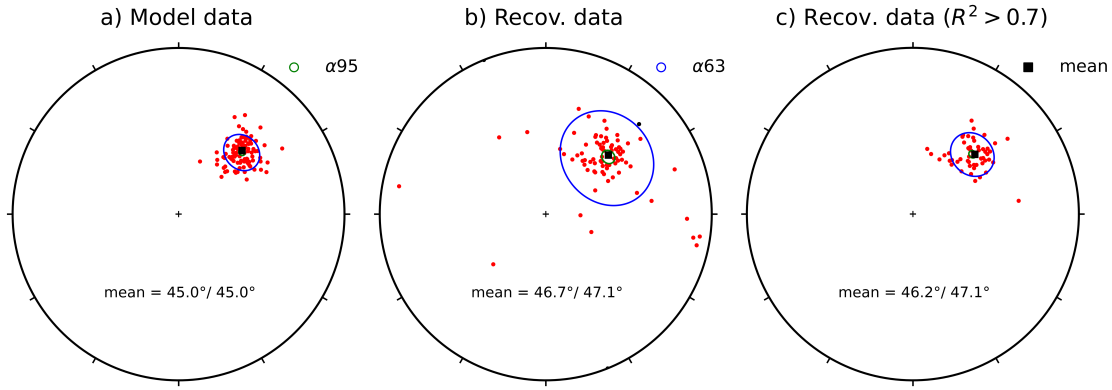 a) Model data
b) Recov. data
c) Recov. data (R² > 0.7)
α95
α63
mean
mean = 45.0°/ 45.0°
mean = 46.7°/ 47.1°
mean = 46.2°/ 47.1°